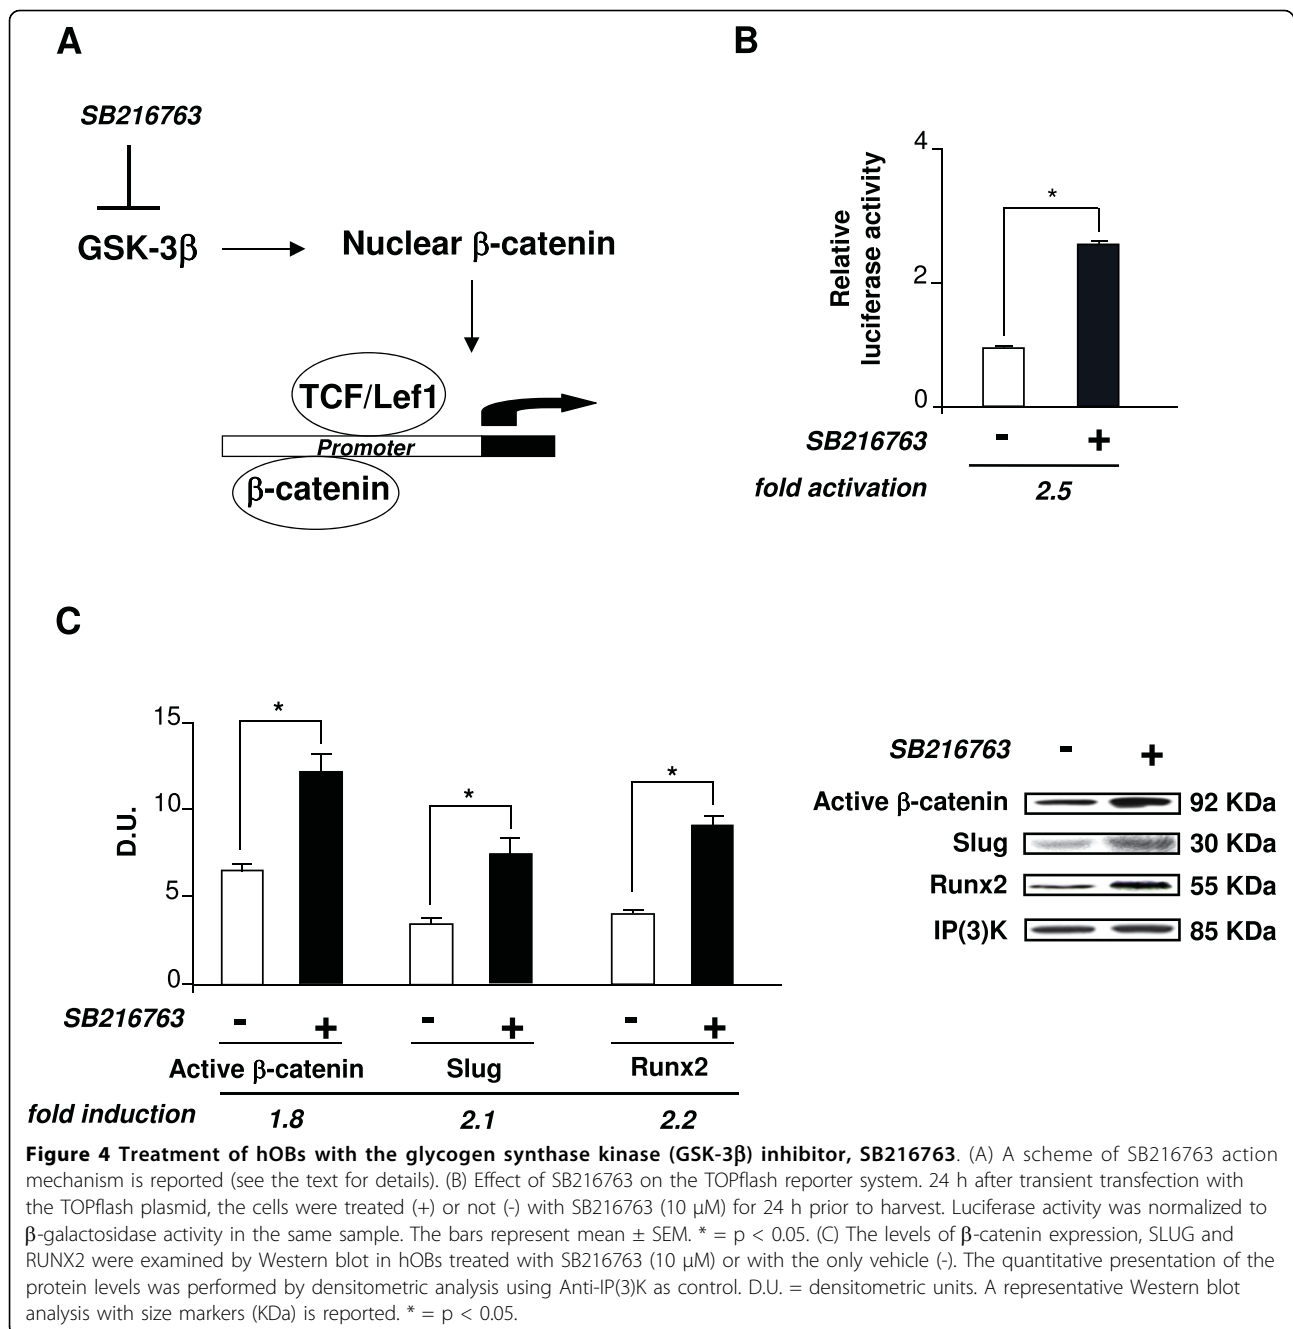 A
SB216763
GSK-3β
Nuclear β-catenin
TCF/Lef1
Promoter
β-catenin
B
Relative
luciferase activity
4
2
0
*
SB216763 - +
fold activation 2.5
C
D.U.
15
10
5
0
* * *
SB216763 - + - + - +
Active β-catenin Slug Runx2
fold induction 1.8 2.1 2.2
SB216763 - +
Active β-catenin 92 KDa
Slug 30 KDa
Runx2 55 KDa
IP(3)K 85 KDa
Figure 4 Treatment of hOBs with the glycogen synthase kinase (GSK-3β) inhibitor, SB216763. (A) A scheme of SB216763 action
mechanism is reported (see the text for details). (B) Effect of SB216763 on the TOPflash reporter system. 24 h after transient transfection with
the TOPflash plasmid, the cells were treated (+) or not (-) with SB216763 (10 μM) for 24 h prior to harvest. Luciferase activity was normalized to
β-galactosidase activity in the same sample. The bars represent mean ± SEM. * = p < 0.05. (C) The levels of β-catenin expression, SLUG and
RUNX2 were examined by Western blot in hOBs treated with SB216763 (10 μM) or with the only vehicle (-). The quantitative presentation of the
protein levels was performed by densitometric analysis using Anti-IP(3)K as control. D.U. = densitometric units. A representative Western blot
analysis with size markers (KDa) is reported. * = p < 0.05.